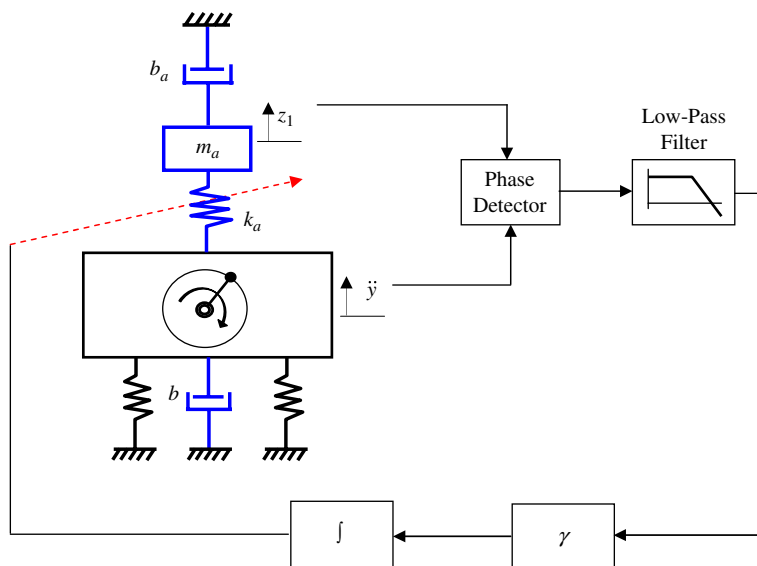 b_a
z_1
m_a
Low-Pass
Filter
Phase
Detector
k_a
ÿ
b
∫
γ